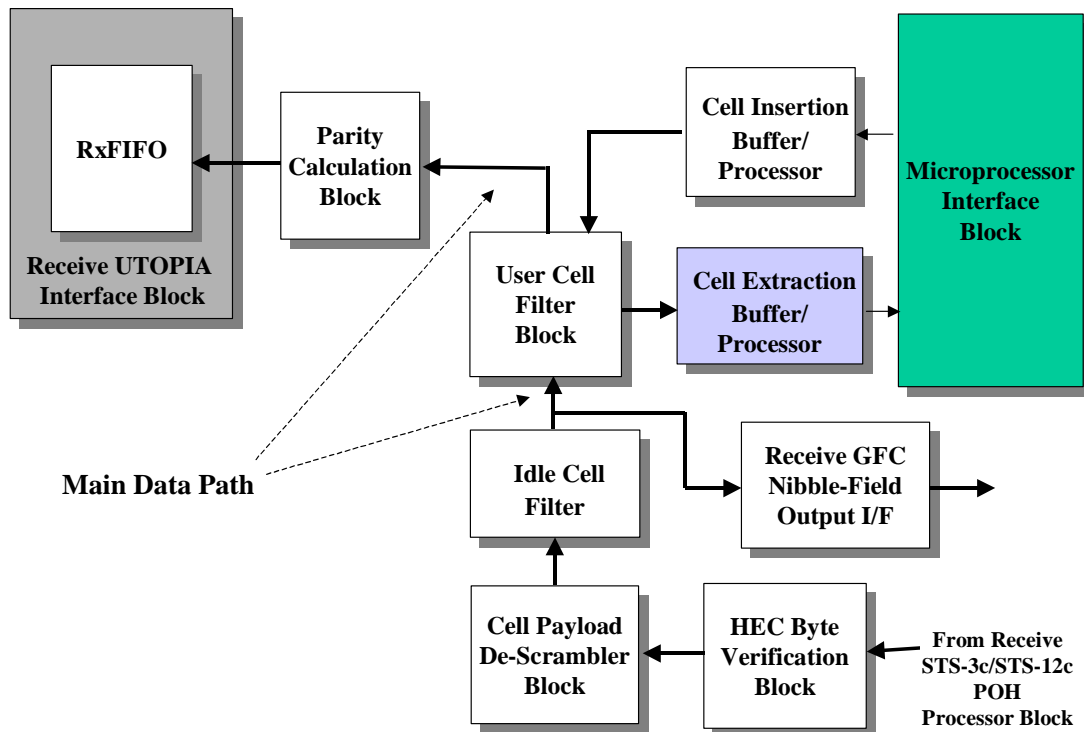 RxFIFO
Receive UTOPIA
Interface Block
Parity
Calculation
Block
Cell Insertion
Buffer/
Processor
Microprocessor
Interface
Block
User Cell
Filter
Block
Cell Extraction
Buffer/
Processor
Main Data Path
Idle Cell
Filter
Receive GFC
Nibble-Field
Output I/F
Cell Payload
De-Scrambler
Block
HEC Byte
Verification
Block
From Receive
STS-3c/STS-12c
POH
Processor Block